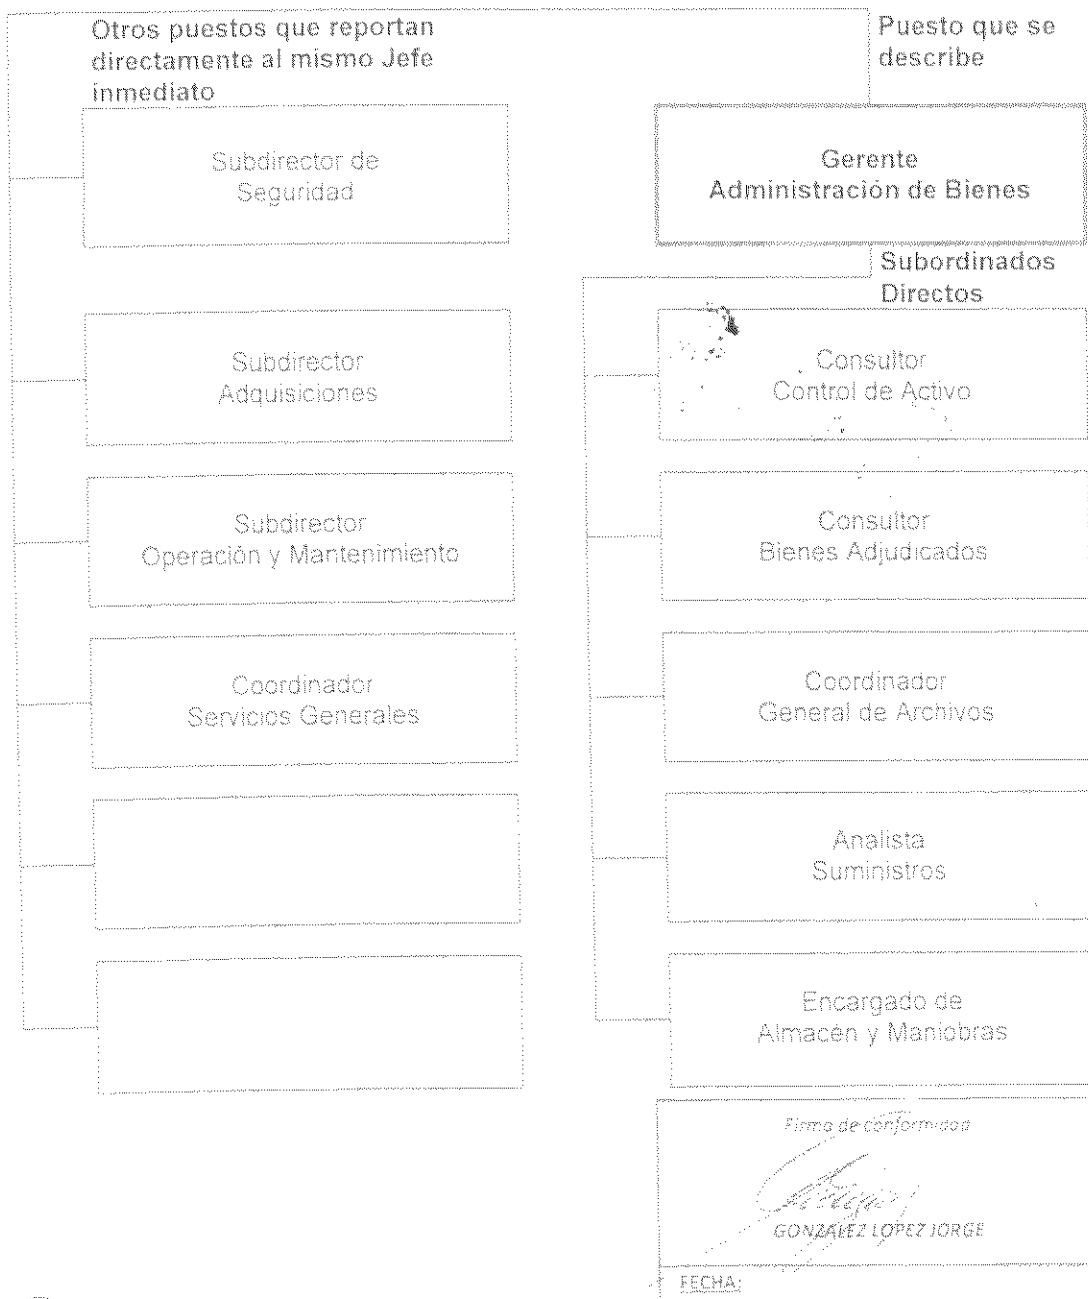 Otros puestos que reportan
directamente al mismo Jefe
inmediato
Puesto que se
describe
Subdirector de
Seguridad
Gerente
Administración de Bienes
Subordinados
Directos
Subdirector
Adquisiciones
Consultor
Control de Activo
Subdirector
Operación y Mantenimiento
Consultor
Bienes Adjudicados
Coordinador
Servicios Generales
Coordinador
General de Archivos
Analista
Suministros
Encargado de
Almacén y Maniobras
Firma de conformidad
GONZALEZ LOPEZ JORGE
FECHA: